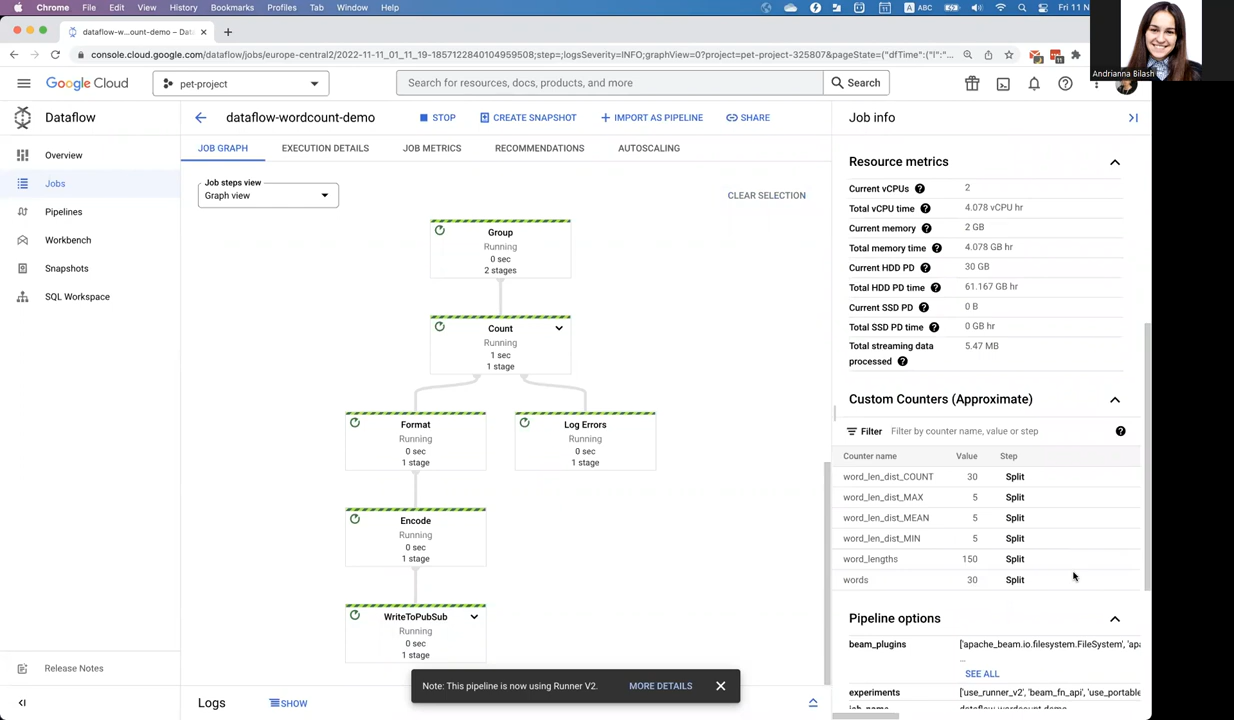 Chrome File Edit View History Bookmarks Profiles Tab Window Help ABC Fri 11 N
dataflow-w...ount-demo – Dat
console.cloud.google.com/dataflow/jobs/europe-central2/2022-11-11_01_11_19-1857122840104959508;step=;logsSeverity=INFO;graphView=0?project=pet-project-325807&pageState=("dfTime":("l":"...
Andrianna Bilash
Google Cloud
pet-project
Search for resources, docs, products, and more
Search
Dataflow
dataflow-wordcount-demo
STOP
CREATE SNAPSHOT
IMPORT AS PIPELINE
SHARE
Job info
Overview
Jobs
Pipelines
Workbench
Snapshots
SQL Workspace
Release Notes
JOB GRAPH
EXECUTION DETAILS
JOB METRICS
RECOMMENDATIONS
AUTOSCALING
Job steps view
Graph view
CLEAR SELECTION
Group
Running
0 sec
2 stages
Count
Running
1 sec
1 stage
Format
Running
0 sec
1 stage
Log Errors
Running
0 sec
1 stage
Encode
Running
0 sec
1 stage
WriteToPubSub
Running
0 sec
1 stage
Note: This pipeline is now using Runner V2. MORE DETAILS
Logs
SHOW
Resource metrics
Current vCPUs 2
Total vCPU time 4.078 vCPU hr
Current memory 2 GB
Total memory time 4.078 GB hr
Current HDD PD 30 GB
Total HDD PD time 61.167 GB hr
Current SSD PD 0 B
Total SSD PD time 0 GB hr
Total streaming data 5.47 MB
processed
Custom Counters (Approximate)
Filter Filter by counter name, value or step
Counter name Value Step
word_len_dist_COUNT 30 Split
word_len_dist_MAX 5 Split
word_len_dist_MEAN 5 Split
word_len_dist_MIN 5 Split
word_lengths 150 Split
words 30 Split
Pipeline options
beam_plugins ['apache_beam.io.filesystem.FileSystem', 'apa
...
SEE ALL
experiments ['use_runner_v2', 'beam_fn_api', 'use_portable
job_name dataflow-wordcount-demo